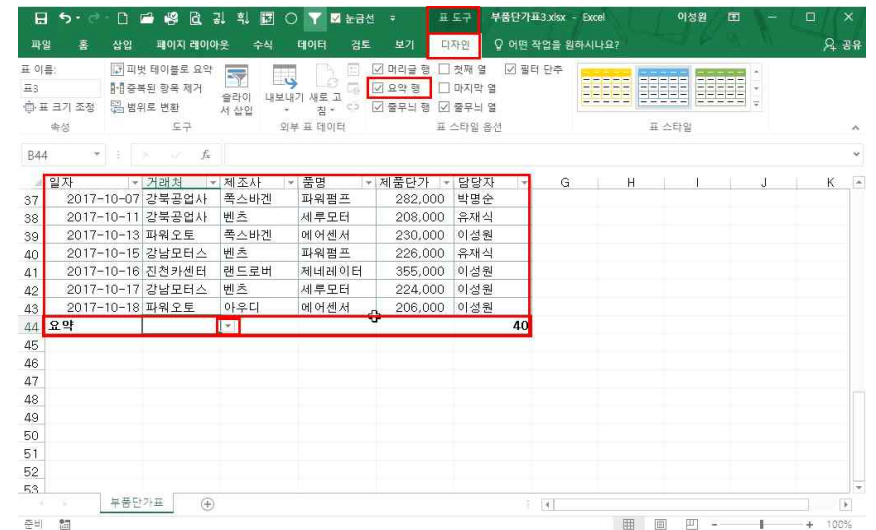 눈금선 표 도구 부품단가표3.xlsx - Excel 이성원
파일 홈 삽입 페이지 레이아웃 수식 데이터 검토 보기 디자인 어떤 작업을 원하시나요? 공유
표 이름: 피벗 테이블로 요약 머리글 행 첫째 열 필터 단추
표3 중복된 항목 제거 슬라이서 삽입 내보내기 새로 고침 요약 행 마지막 열
표 크기 조정 범위로 변환 줄무늬 행 줄무늬 열
속성 도구 외부 표 데이터 표 스타일 옵션 표 스타일
B44 fx
일자 거래처 제조사 품명 제품단가 담당자 G H I J K
37 2017-10-07 강북공업사 폭스바겐 파워펌프 282,000 박명순
38 2017-10-11 강북공업사 벤츠 세루모터 208,000 유재식
39 2017-10-13 파워오토 폭스바겐 에어센서 230,000 이성원
40 2017-10-15 강남모터스 벤츠 파워펌프 226,000 유재식
41 2017-10-16 진천카센터 랜드로버 제네레이터 355,000 이성원
42 2017-10-17 강남모터스 벤츠 세루모터 224,000 이성원
43 2017-10-18 파워오토 아우디 에어센서 206,000 이성원
44 요약 40
45
46
47
48
49
50
51
52
53
부품단가표
준비 100%